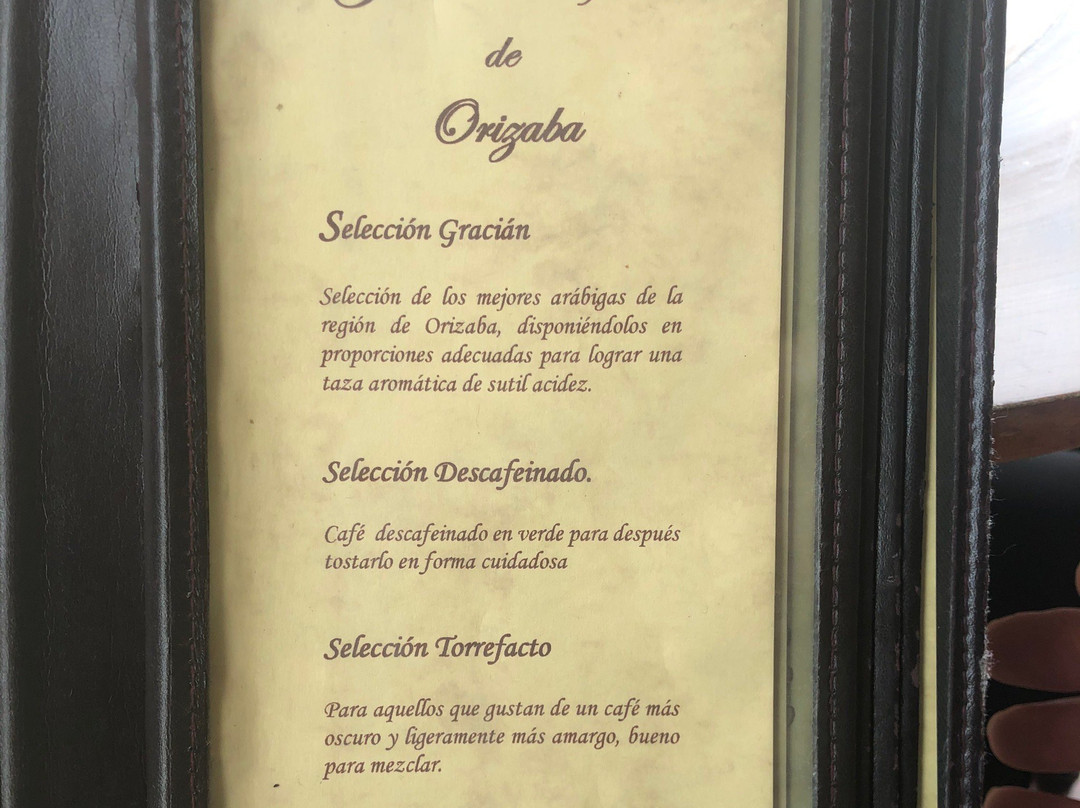 de
Orizaba
Selección Gracián
Selección de los mejores arábigas de la
región de Orizaba, disponiéndolos en
proporciones adecuadas para lograr una
taza aromática de sutil acidez.
Selección Descafeinado.
Café descafeinado en verde para después
tostarlo en forma cuidadosa
Selección Torrefacto
Para aquellos que gustan de un café más
oscuro y ligeramente más amargo, bueno
para mezclar.